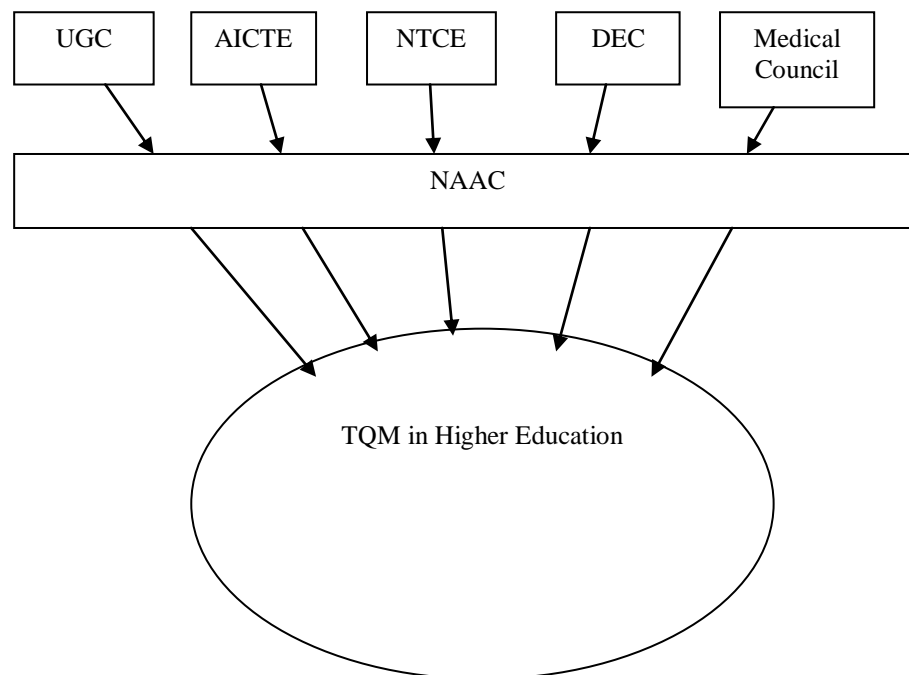 UGC
AICTE
NTCE
DEC
Medical
Council
NAAC
TQM in Higher Education